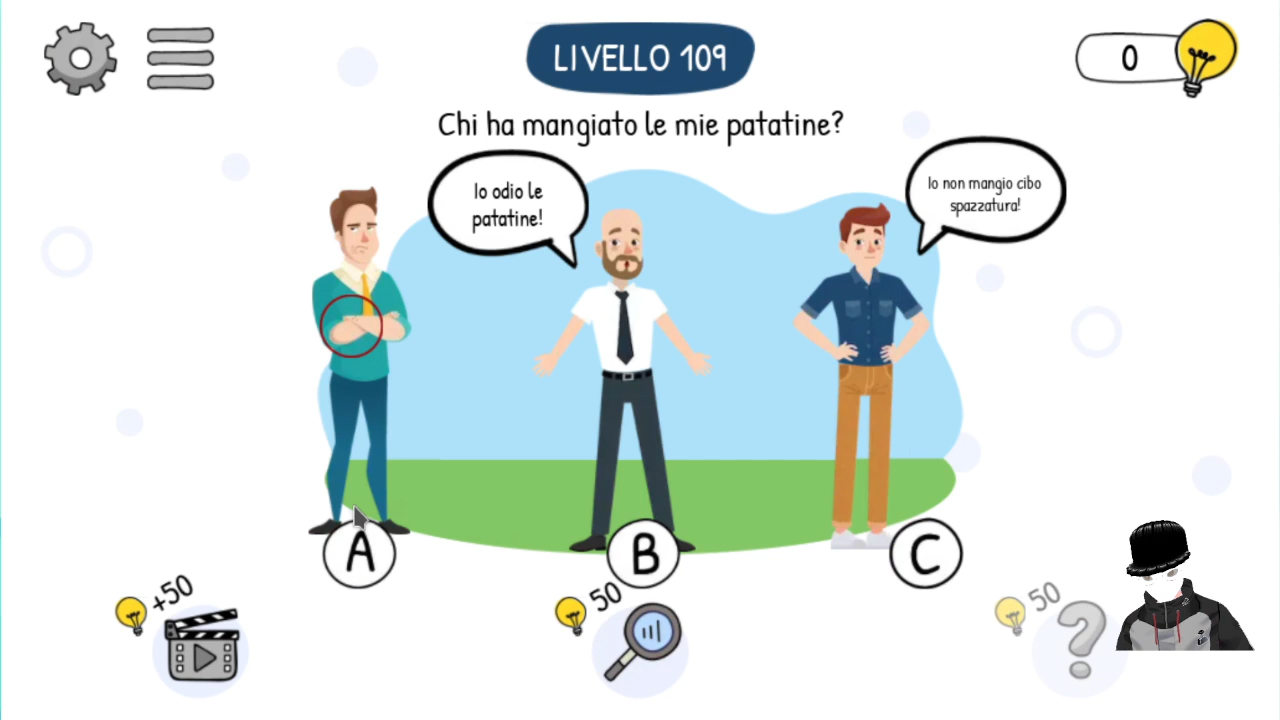 LIVELLO 109
0
Chi ha mangiato le mie patatine?
Io odio le
patatine!
Io non mangio cibo
spazzatura!
A
B
C
+50
50
50
?